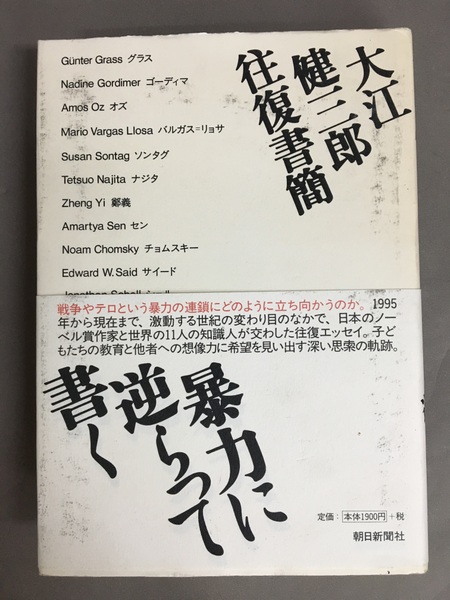 大江
健三郎
往復書簡
Günter Grass グラス
Nadine Gordimer ゴーディマ
Amos Oz オズ
Mario Vargas Llosa バルガス=リョサ
Susan Sontag ソンタグ
Tetsuo Najita ナジタ
Zheng Yi 鄭義
Amartya Sen セン
Noam Chomsky チョムスキー
Edward W. Said サイード
戦争やテロという暴力の連鎖にどのように立ち向かうのか。1995
年から現在まで、激動する世紀の変わり目のなかで、日本のノー
ベル賞作家と世界の11人の知識人が交わした往復エッセイ。子ど
もたちの教育と他者への想像力に希望を見い出す深い思索の軌跡。
暴力に
逆らって
書く
定価：本体1900円+税
朝日新聞社